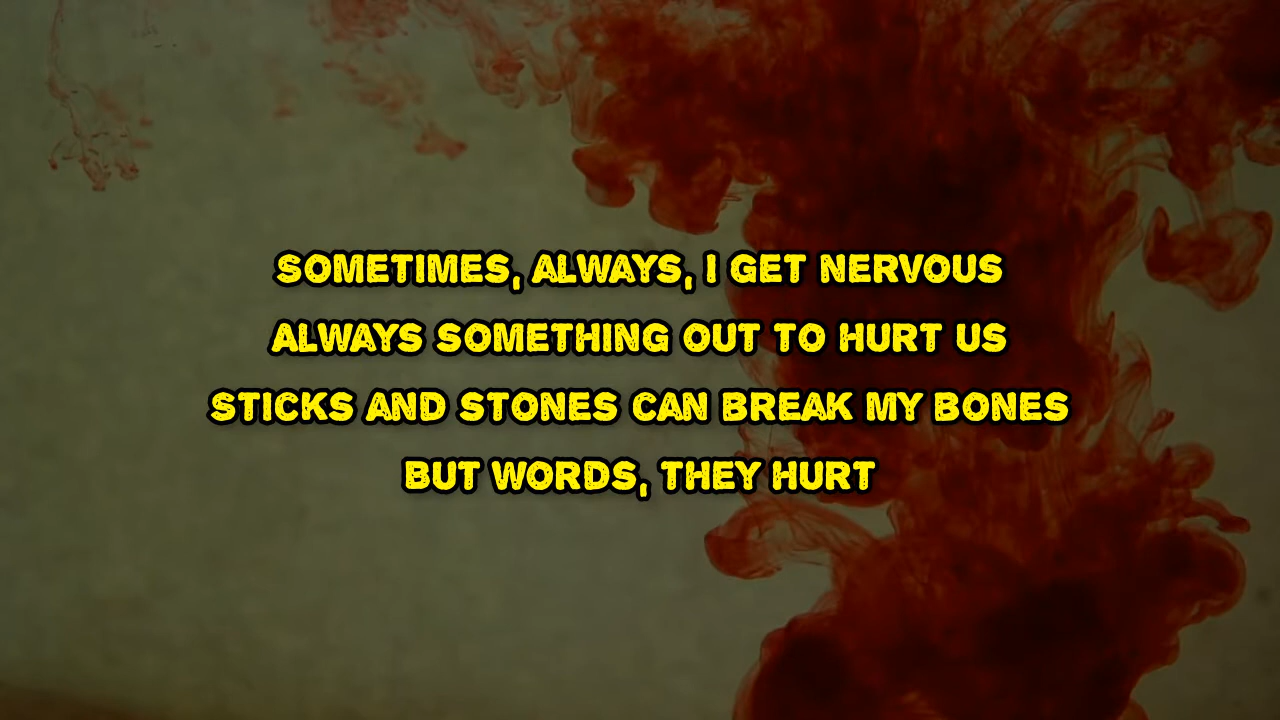 SOMETIMES, ALWAYS, I GET NERVOUS
ALWAYS SOMETHING OUT TO HURT US
STICKS AND STONES CAN BREAK MY BONES
BUT WORDS, THEY HURT